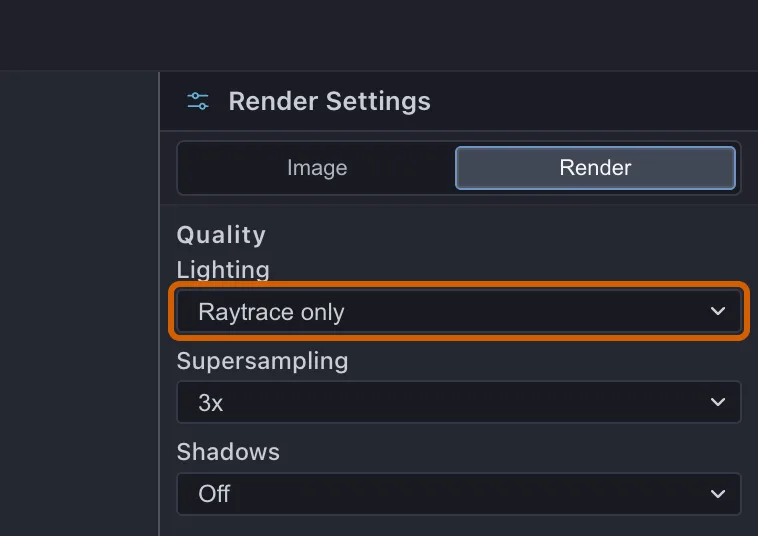 Render Settings
Image Render
Quality
Lighting
Raytrace only
Supersampling
3x
Shadows
Off